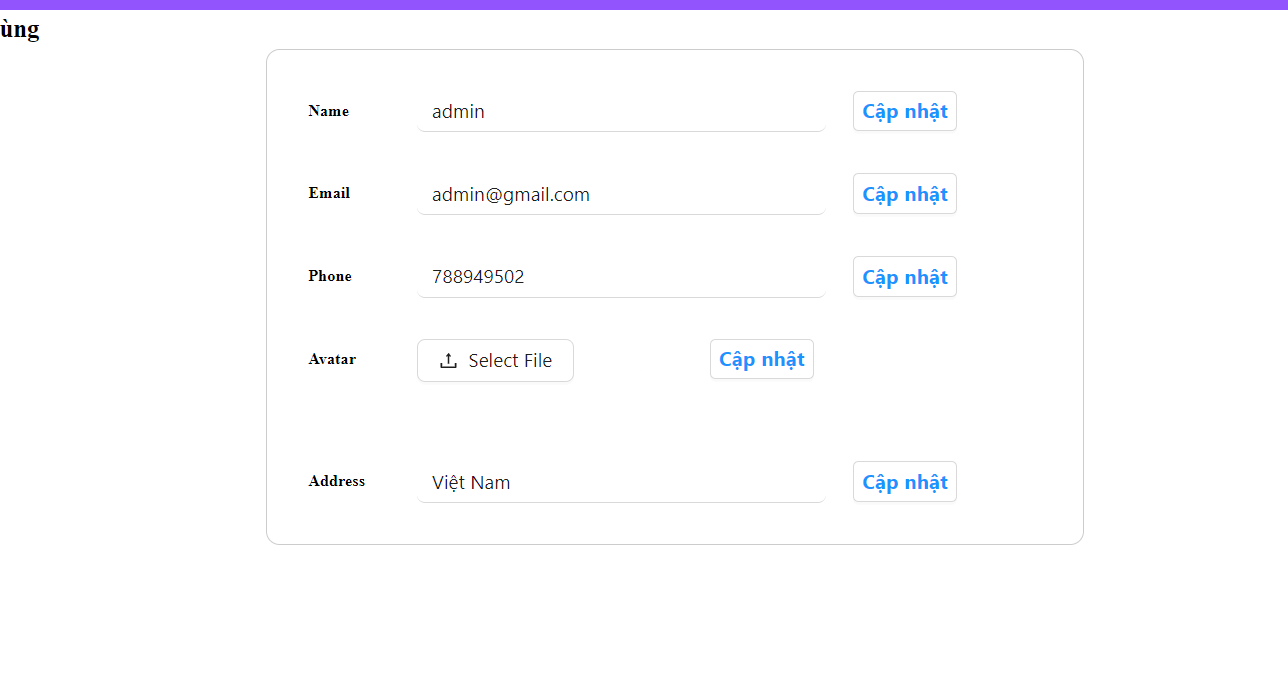 ùng
Name admin Cập nhật
Email admin@gmail.com Cập nhật
Phone 788949502 Cập nhật
Avatar Select File Cập nhật
Address Việt Nam Cập nhật